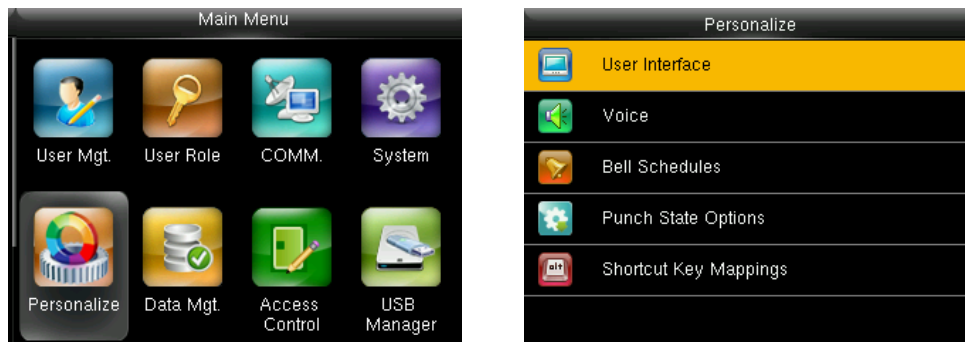 Main Menu
User Mgt.
User Role
COMM.
System
Personalize
Data Mgt.
Access
Control
USB
Manager
Personalize
User Interface
Voice
Bell Schedules
Punch State Options
alt
Shortcut Key Mappings